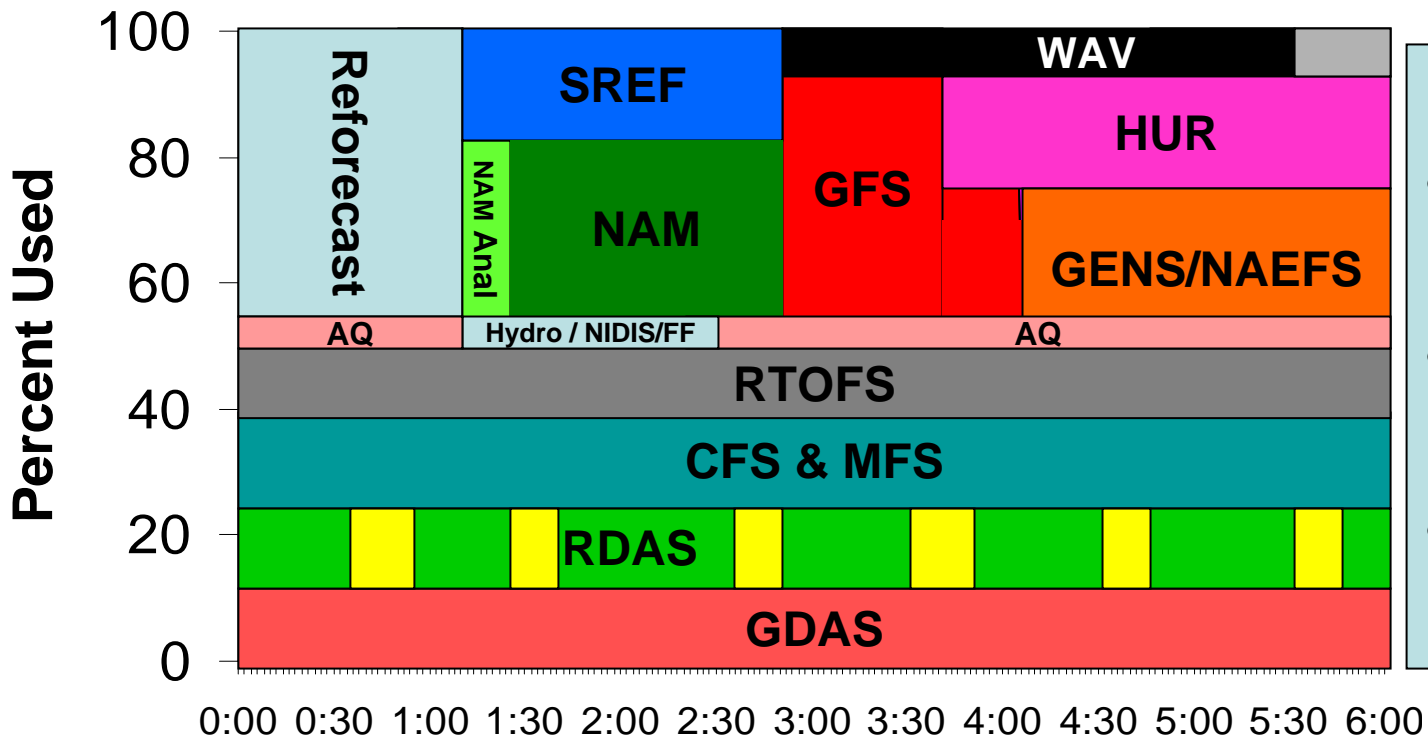 100
80
60
40
20
0
Percent Used
Reforecast
SREF
WAV
HUR
NAM Anal
NAM
GFS
GENS/NAEFS
AQ
Hydro / NIDIS/FF
AQ
RTOFS
CFS & MFS
RDAS
GDAS
0:00 0:30 1:00 1:30 2:00 2:30 3:00 3:30 4:00 4:30 5:00 5:30 6:00